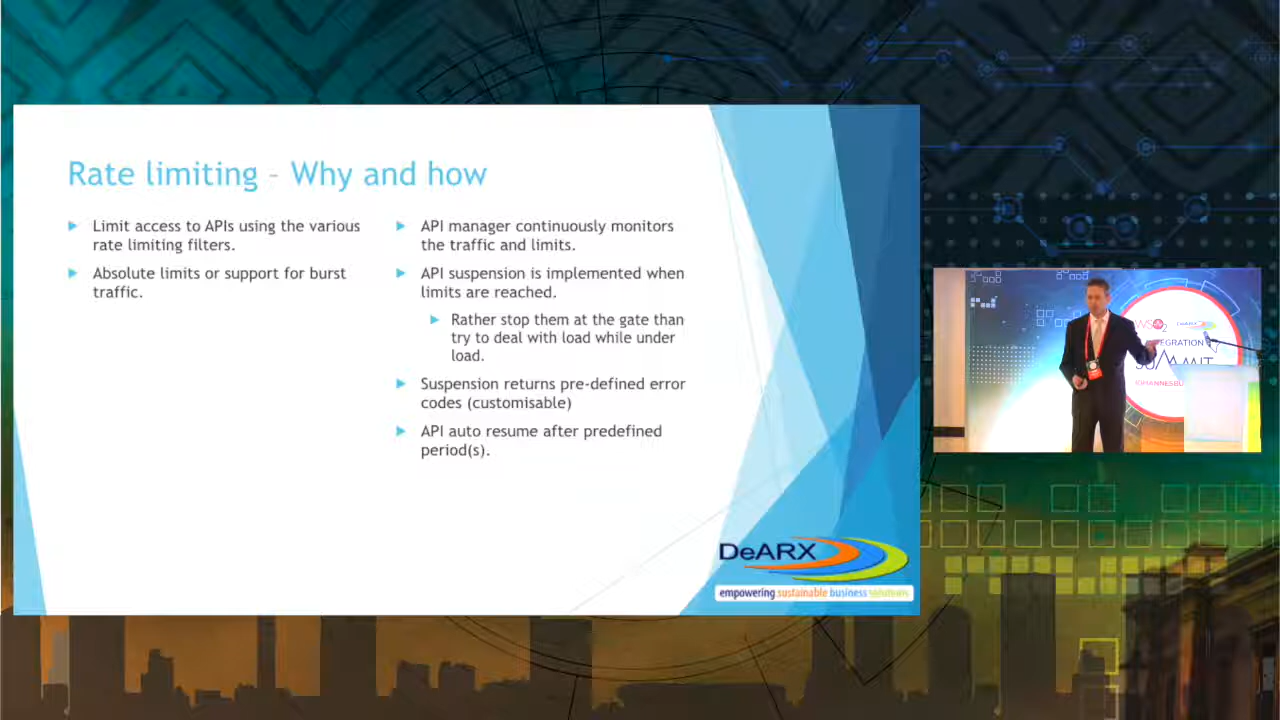 Rate limiting – Why and how
Limit access to APIs using the various
rate limiting filters.
Absolute limits or support for burst
traffic.
API manager continuously monitors
the traffic and limits.
API suspension is implemented when
limits are reached.
Rather stop them at the gate than
try to deal with load while under
load.
Suspension returns pre-defined error
codes (customisable)
API auto resume after predefined
period(s).
DeARX
empowering sustainable business solutions
WSO2
DeARX